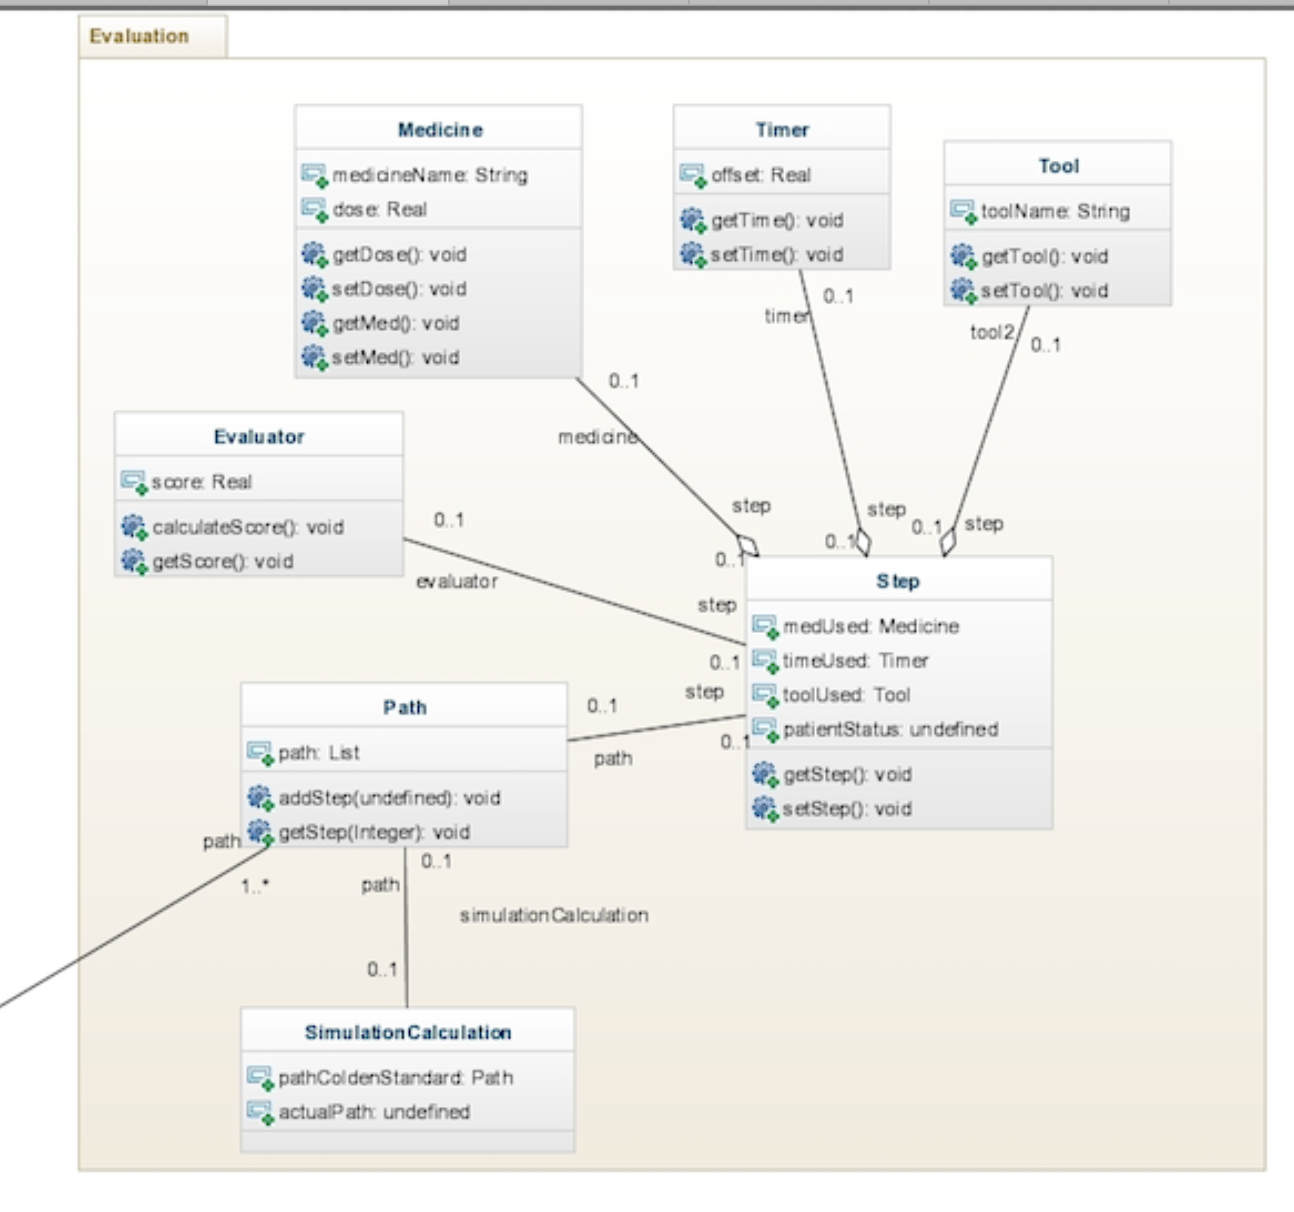 Evaluation
Medicine
medicineName: String
dose: Real
getDose(): void
setDose(): void
getMed(): void
setMed(): void
Timer
offset: Real
getTime(): void
setTime(): void
Tool
toolName: String
getTool(): void
setTool(): void
0..1
timer
tool2
0..1
0..1
medicine
Evaluator
score: Real
calculateScore(): void
getScore(): void
0..1
evaluator
step
0..1
step
0..1
0..1
step
step
0..1
Step
medUsed: Medicine
timeUsed: Timer
toolUsed: Tool
patientStatus: undefined
getStep(): void
setStep(): void
step
0..1
0..1
path
Path
path: List
addStep(undefined): void
getStep(Integer): void
path
1..*
0..1
path
simulationCalculation
0..1
SimulationCalculation
pathColdenStandard: Path
actualPath: undefined